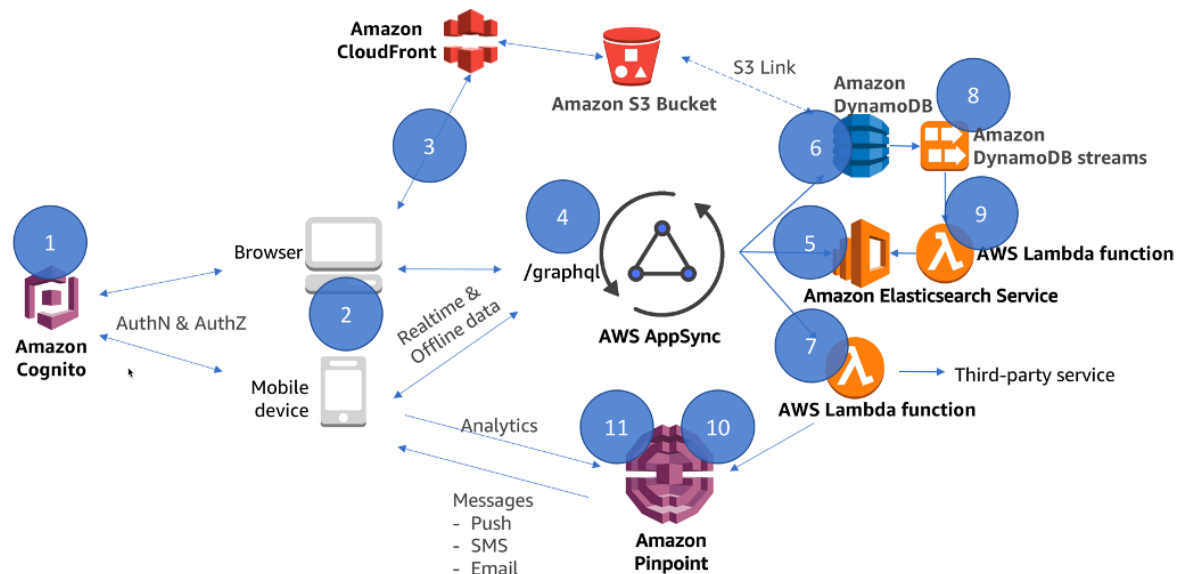 Amazon
CloudFront
Amazon S3 Bucket
S3 Link
Amazon
DynamoDB
8
Amazon
DynamoDB streams
3
6
1
Browser
4
/graphql
5
9
AWS Lambda function
Amazon Elasticsearch Service
2
AuthN & AuthZ
Realtime &
Offline data
AWS AppSync
7
Amazon
Cognito
Mobile
device
Third-party service
AWS Lambda function
Analytics
11
10
Messages
- Push
- SMS
- Email
Amazon
Pinpoint